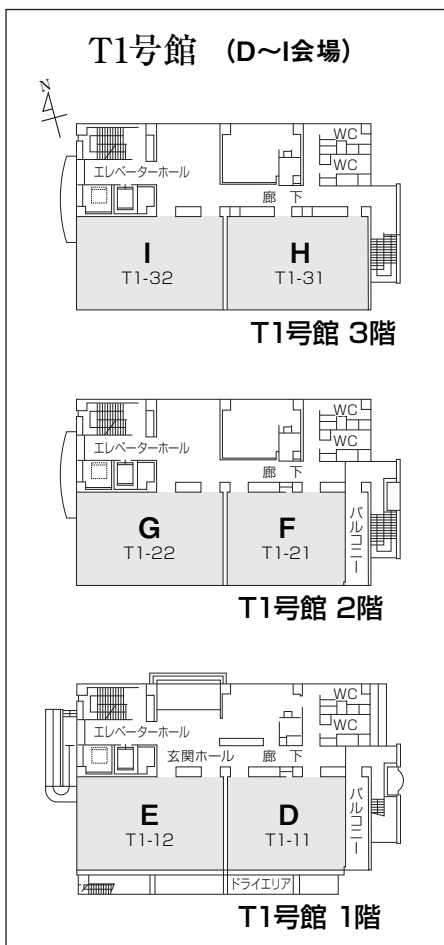 T1号館 (D〜I会場)
N
WC
WC
エレベーターホール
廊 下
I
T1-32
H
T1-31
T1号館 3階
WC
WC
エレベーターホール
廊 下
G
T1-22
F
T1-21
バルコニー
T1号館 2階
WC
WC
エレベーターホール
玄関ホール
廊 下
E
T1-12
D
T1-11
バルコニー
ドライエリア
T1号館 1階